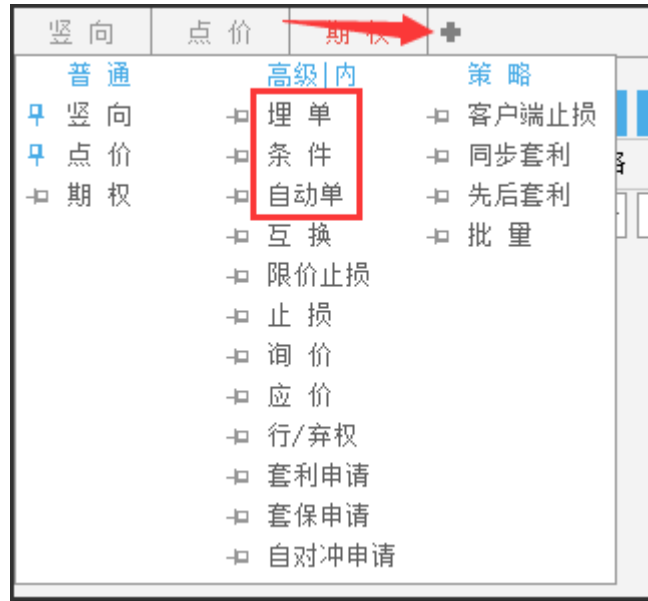 竖 向 点 价 期 权
普 通 高级|内 策 略
竖 向 埋 单 客户端止损
点 价 条 件 同步套利
期 权 自动单 先后套利
互 换 批 量
限价止损
止 损
询 价
应 价
行/弃权
套利申请
套保申请
自对冲申请